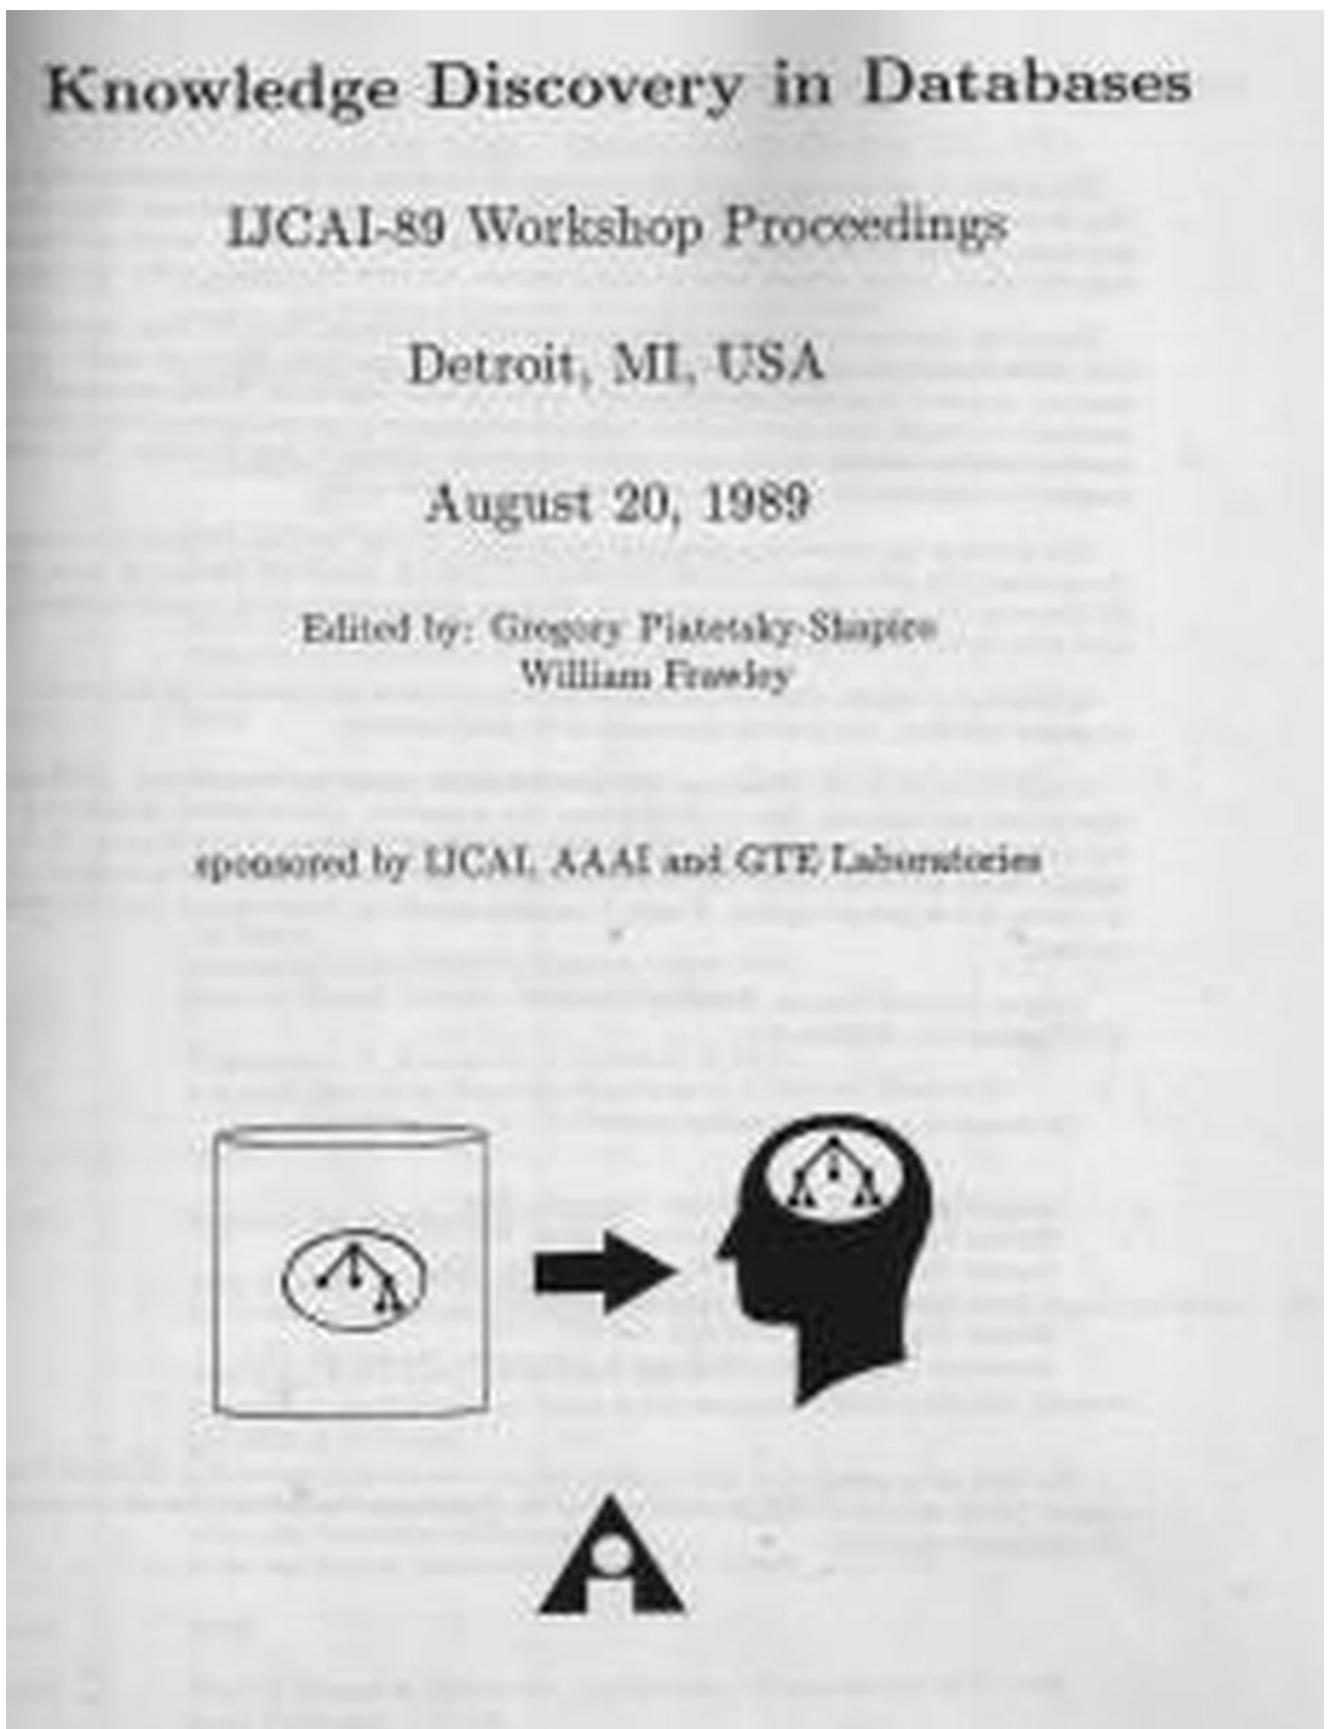 Knowledge Discovery in Databases
IJCAI-89 Workshop Proceedings
Detroit, MI, USA
August 20, 1989
Edited by: Gregory Piatetsky-Shapiro
William Frawley
sponsored by IJCAI, AAAI and GTE Laboratories